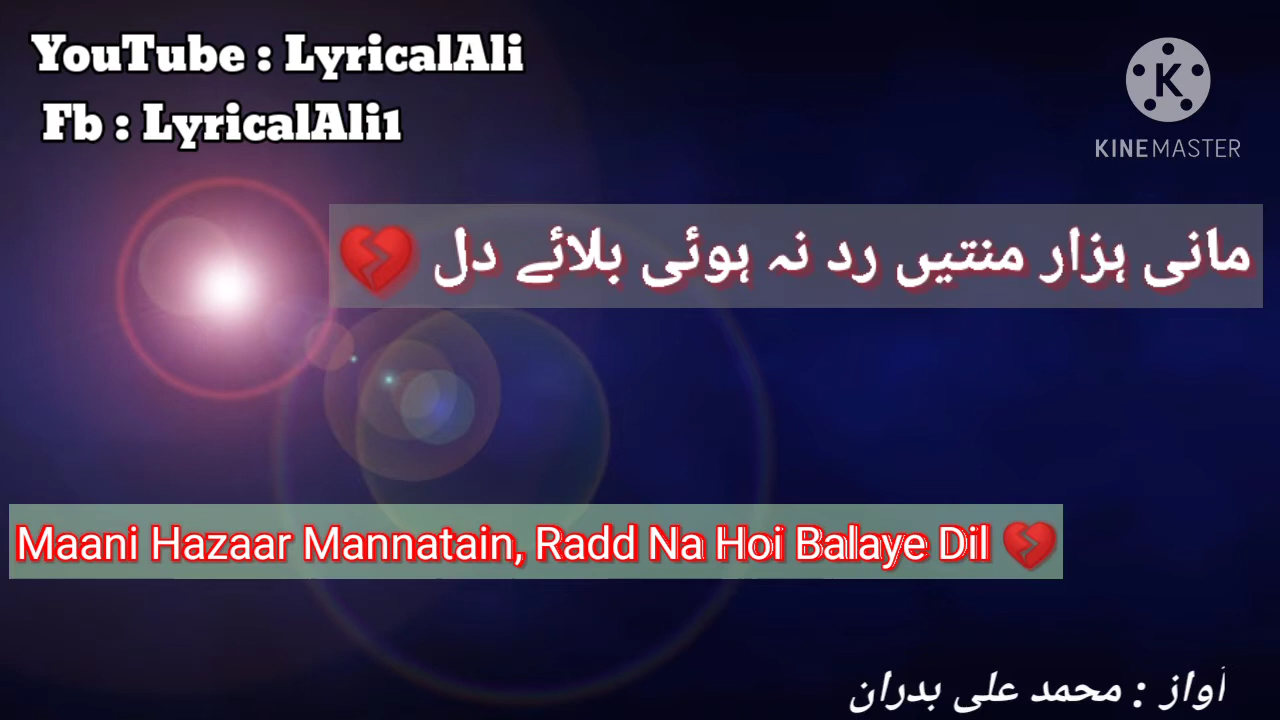 YouTube : LyricalAli
Fb : LyricalAli1
K
KINEMASTER
مانی ہزار منتیں رد نہ ہوئی بلائے دل 💔
Maani Hazaar Mannatain, Radd Na Hoi Balaye Dil 💔
آواز : محمد علی بدران